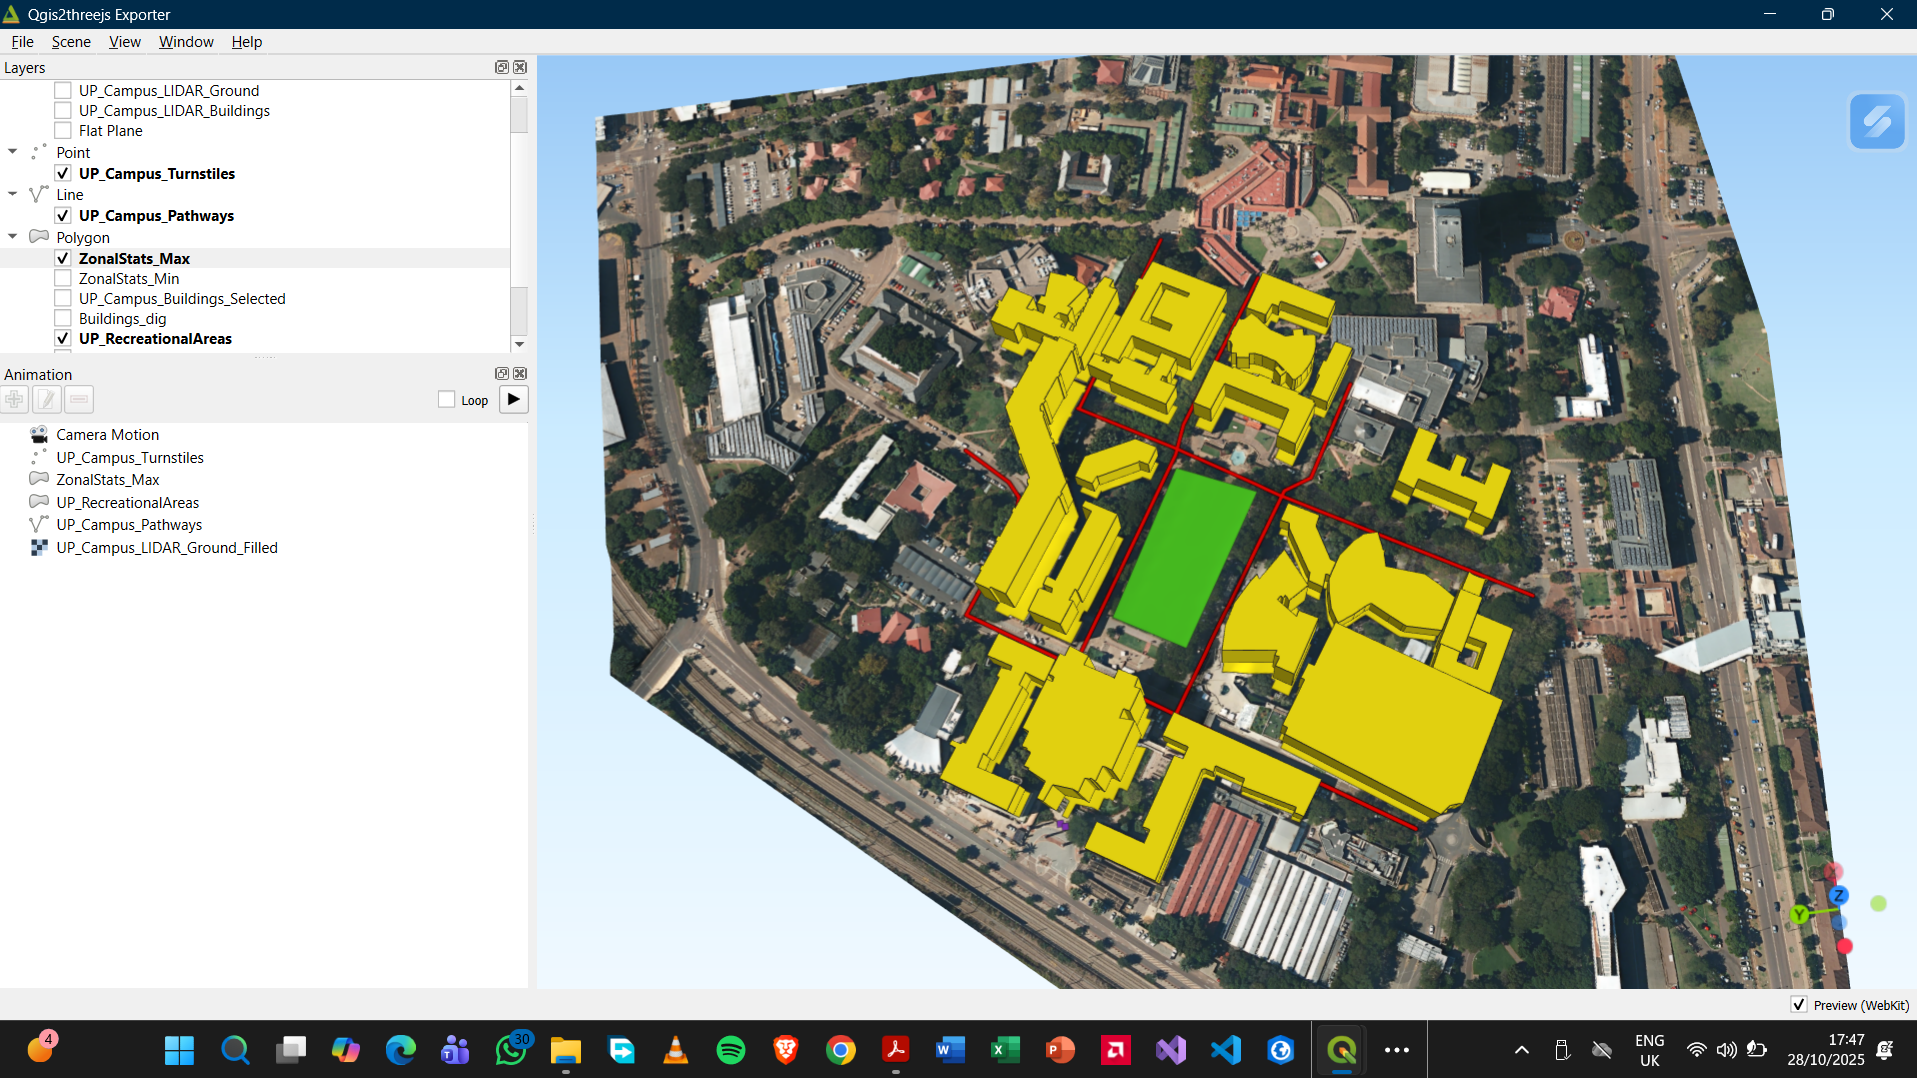 Qgis2threejs Exporter
File Scene View Window Help
Layers
UP_Campus_LIDAR_Ground
UP_Campus_LIDAR_Buildings
Flat Plane
Point
UP_Campus_Turnstiles
Line
UP_Campus_Pathways
Polygon
ZonalStats_Max
ZonalStats_Min
UP_Campus_Buildings_Selected
Buildings_dig
UP_RecreationalAreas
Animation
Loop
Camera Motion
UP_Campus_Turnstiles
ZonalStats_Max
UP_RecreationalAreas
UP_Campus_Pathways
UP_Campus_LIDAR_Ground_Filled
Z
Y
Preview (WebKit)
4
30
ENG
UK
17:47
28/10/2025